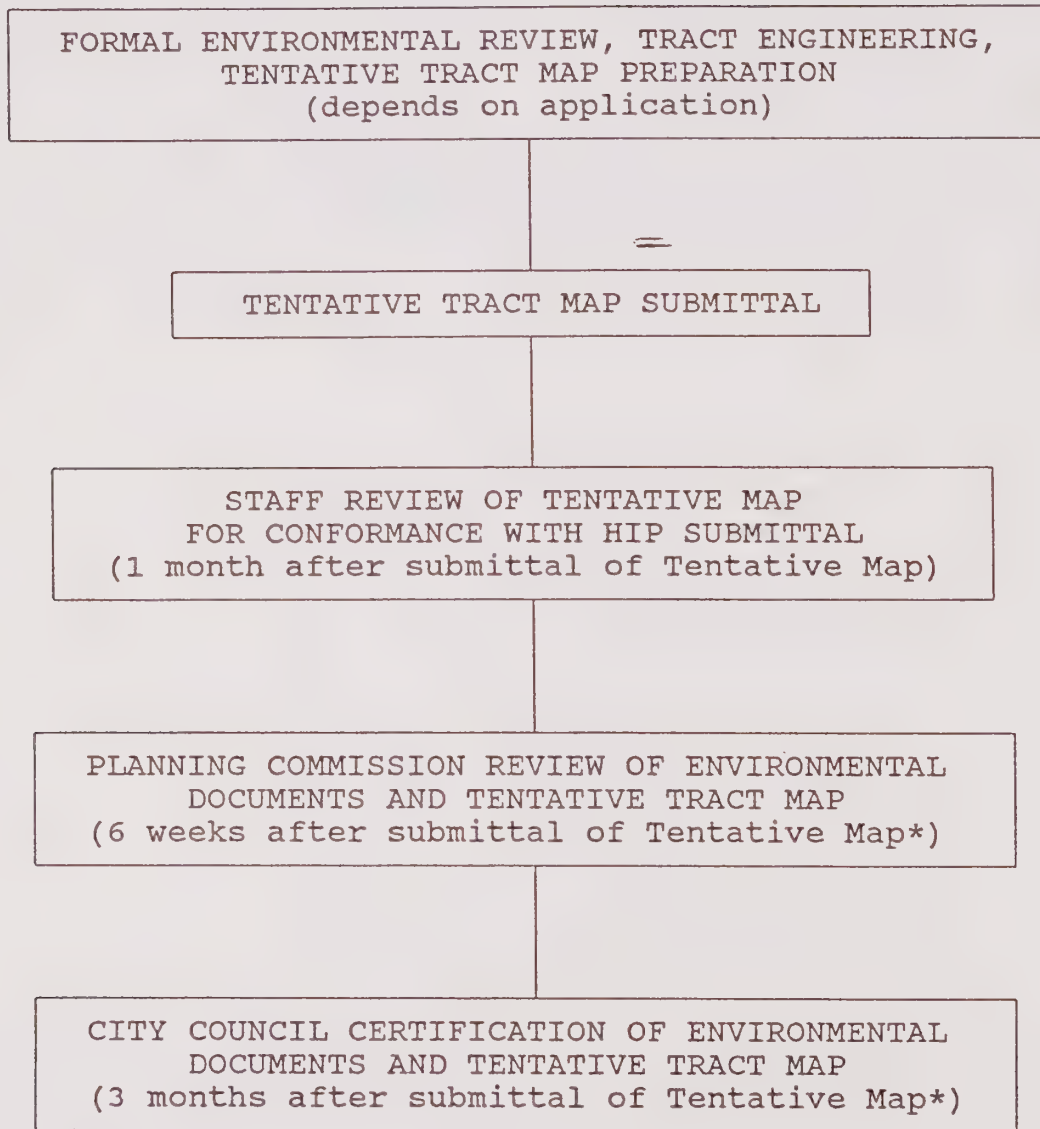 FORMAL ENVIRONMENTAL REVIEW, TRACT ENGINEERING,
TENTATIVE TRACT MAP PREPARATION
(depends on application)
TENTATIVE TRACT MAP SUBMITTAL
STAFF REVIEW OF TENTATIVE MAP
FOR CONFORMANCE WITH HIP SUBMITTAL
(1 month after submittal of Tentative Map)
PLANNING COMMISSION REVIEW OF ENVIRONMENTAL
DOCUMENTS AND TENTATIVE TRACT MAP
(6 weeks after submittal of Tentative Map*)
CITY COUNCIL CERTIFICATION OF ENVIRONMENTAL
DOCUMENTS AND TENTATIVE TRACT MAP
(3 months after submittal of Tentative Map*)